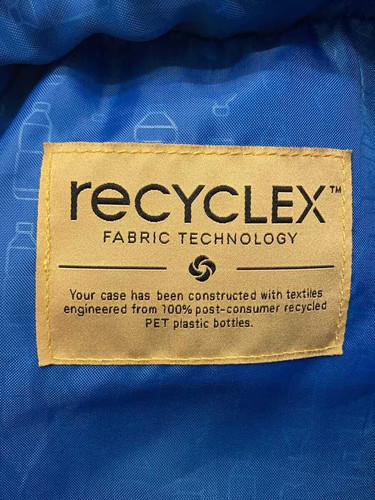 recyclex™
FABRIC TECHNOLOGY
Your case has been constructed with textiles
engineered from 100% post-consumer recycled
PET plastic bottles.